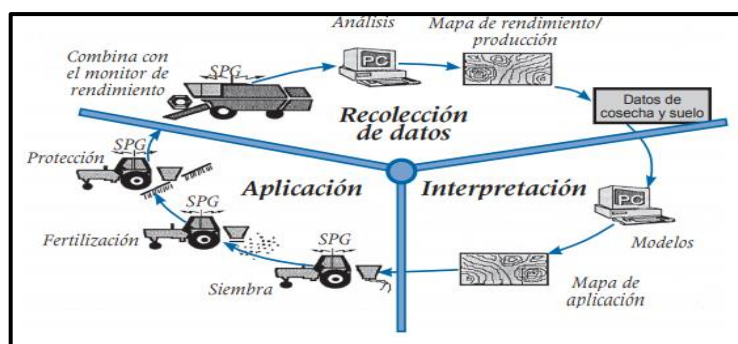 Combina con
el monitor de
rendimiento
SPG
Análisis
PC
Mapa de rendimiento/
producción
Datos de
cosecha y suelo
Recolección
de datos
Protección
SPG
Aplicación
Interpretación
PC
Modelos
Fertilización
SPG
Siembra
SPG
Mapa de
aplicación